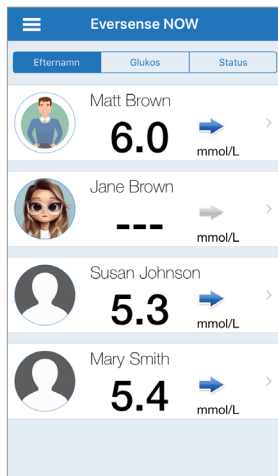 Eversense NOW
Efternamn Glukos Status
Matt Brown
6.0
mmol/L
Jane Brown
---
mmol/L
Susan Johnson
5.3
mmol/L
Mary Smith
5.4
mmol/L